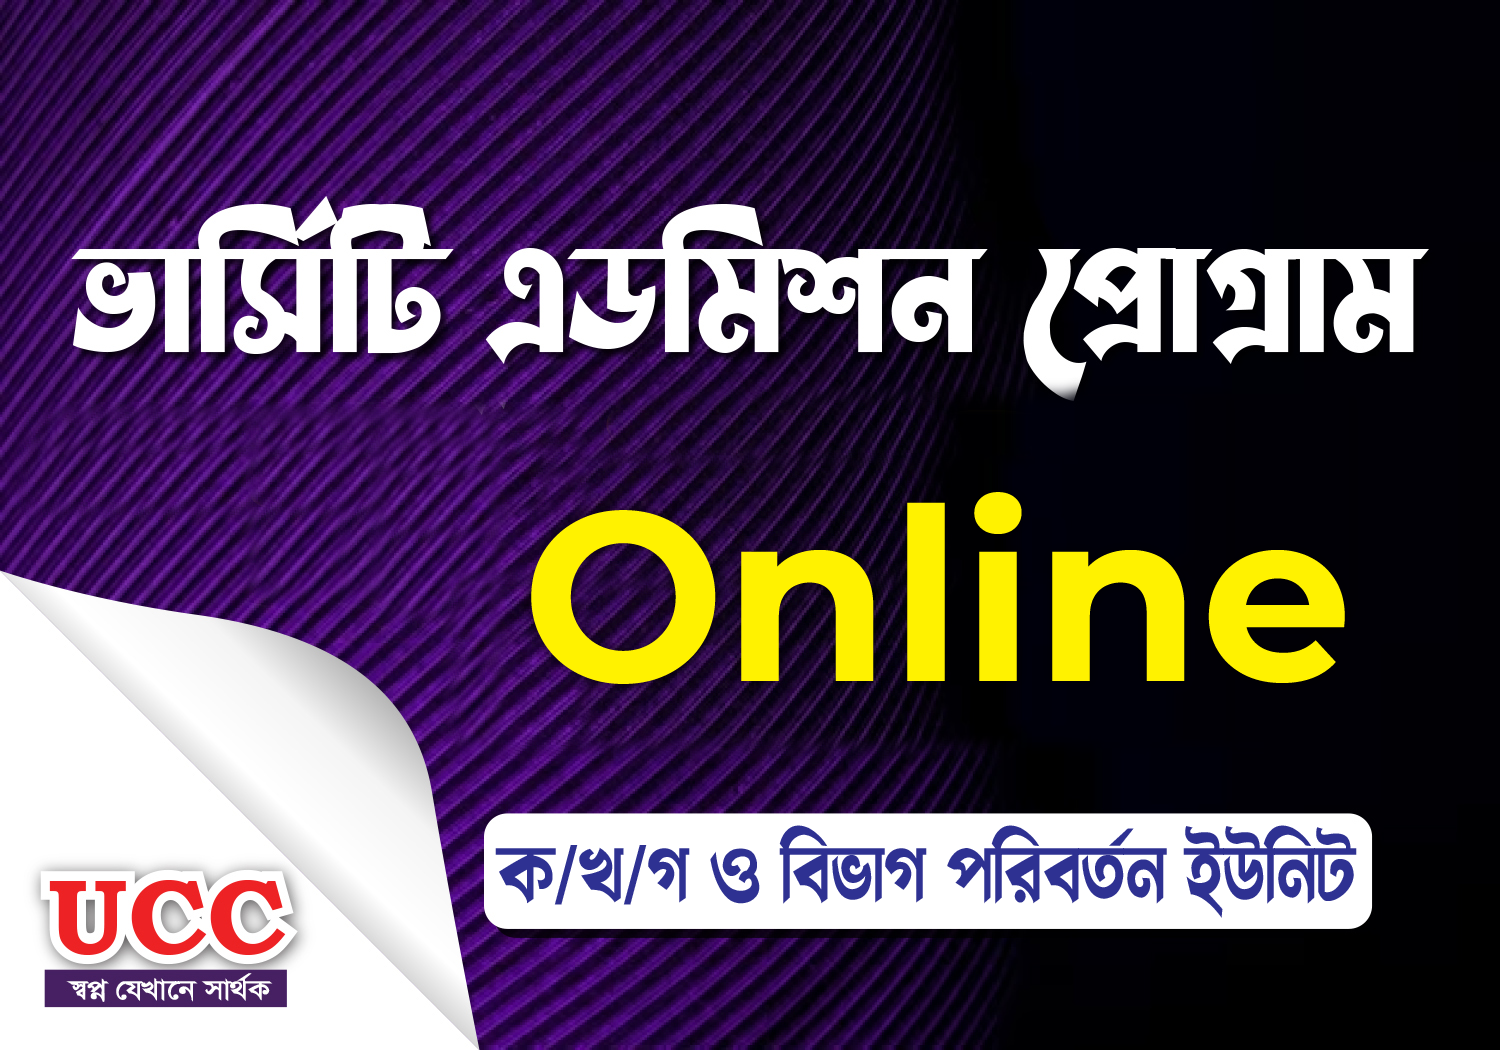 ভার্সিটি এডমিশন প্রোগ্রাম
Online
ক/খ/গ ও বিভাগ পরিবর্তন ইউনিট
UCC
স্বপ্ন যেখানে সার্থক